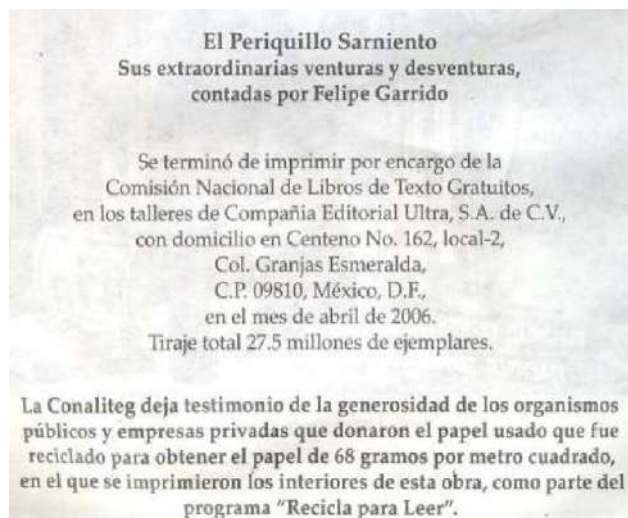 El Periquillo Sarniento
Sus extraordinarias venturas y desventuras,
contadas por Felipe Garrido
Se terminó de imprimir por encargo de la
Comisión Nacional de Libros de Texto Gratuitos,
en los talleres de Compañia Editorial Ultra, S.A. de C.V.,
con domicilio en Centeno No. 162, local-2,
Col. Granjas Esmeralda,
C.P. 09810, México, D.F.,
en el mes de abril de 2006.
Tiraje total 27.5 millones de ejemplares.
La Conaliteg deja testimonio de la generosidad de los organismos
públicos y empresas privadas que donaron el papel usado que fue
reciclado para obtener el papel de 68 gramos por metro cuadrado,
en el que se imprimieron los interiores de esta obra, como parte del
programa "Recicla para Leer".